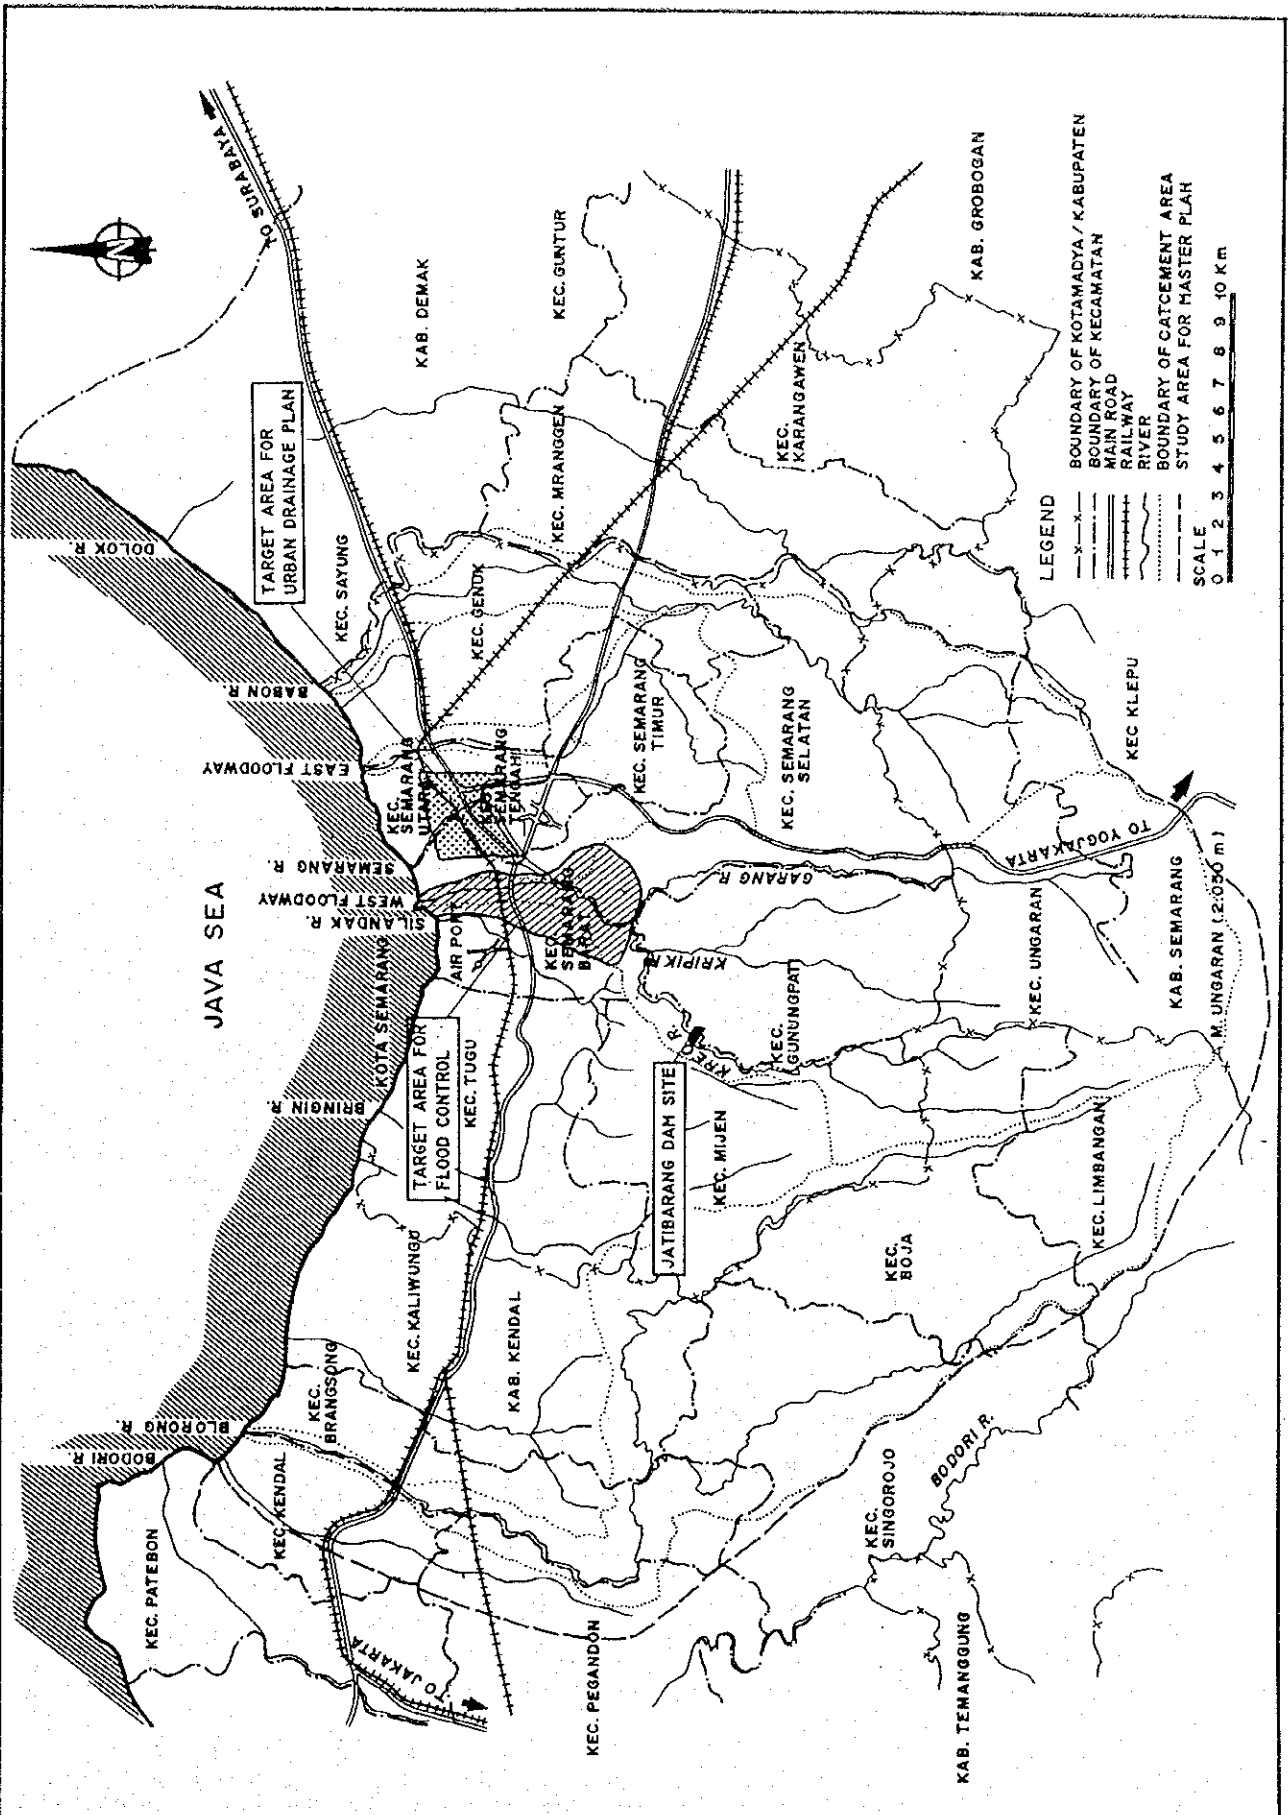 JAVA SEA
N
TO SURABAYA
DOLOK R.
BABON R.
EAST FLOODWAY
SEMARANG R.
WEST FLOODWAY
SILANDAK R.
KOTA SEMARANG
BRINGIN R.
BLORONG R.
BODORI R
TARGET AREA FOR
URBAN DRAINAGE PLAN
KEC. SAYUNG
KAB. DEMAK
KEC. GUNTUR
KEC. GENUK
KEC. MRANGGEN
KEC.
KARANGAWEN
KAB. GROBOGAN
KEC.
SEMARANG
UTARA
KEC.
SEMARANG
TENGAH
KEC. SEMARANG
TIMUR
KEC. SEMARANG
SELATAN
AIR PORT
KEC.
SEMARANG
BARAT
TARGET AREA FOR
FLOOD CONTROL
KEC. TUGU
GARANG R
KRIPIK R.
KREO R.
JATIBARANG DAM SITE
KEC.
GUNUNGPATI
KEC. MIJEN
KEC. UNGARAN
KAB. SEMARANG
M. UNGARAN (2.050 m)
TO YOGJAKARTA
KEC KLEPU
KEC. LIMBANGAN
KEC.
BOJA
KEC. KALIWUNGU
KAB. KENDAL
KEC.
BRANGSONG
KEC. KENDAL
KEC. PATEBON
TO JAKARTA
KEC. PEGANDON
KEC.
SINGOROJO
BODORI R.
KAB. TEMANGGUNG
LEGEND
BOUNDARY OF KOTAMADYA / KABUPATEN
BOUNDARY OF KECAMATAN
MAIN ROAD
RAILWAY
RIVER
BOUNDARY OF CATCEMENT AREA
STUDY AREA FOR MASTER PLAN
SCALE
0 1 2 3 4 5 6 7 8 9 10 Km